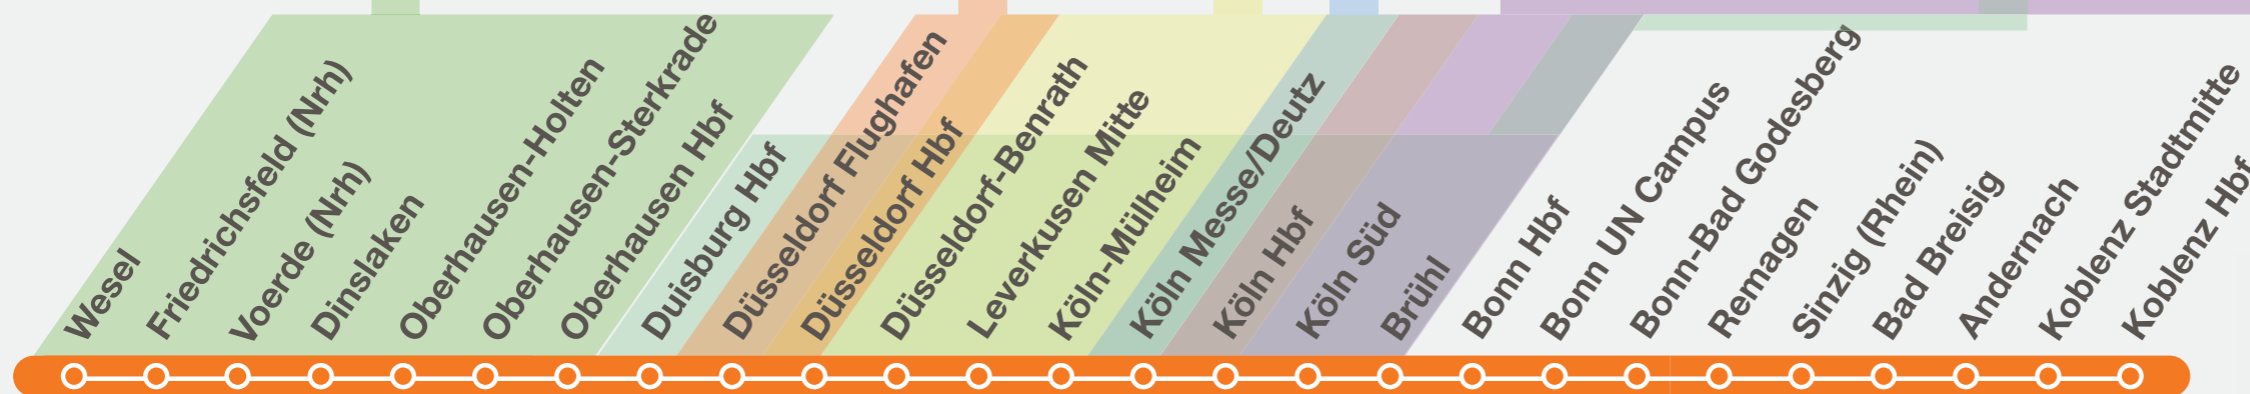 Wesel
Friedrichsfeld (Nrh)
Voerde (Nrh)
Dinslaken
Oberhausen-Holten
Oberhausen-Sterkrade
Oberhausen Hbf
Duisburg Hbf
Düsseldorf Flughafen
Düsseldorf Hbf
Düsseldorf-Benrath
Leverkusen Mitte
Köln-Mülheim
Köln Messe/Deutz
Köln Hbf
Köln Süd
Brühl
Bonn Hbf
Bonn UN Campus
Bonn-Bad Godesberg
Remagen
Sinzig (Rhein)
Bad Breisig
Andernach
Koblenz Stadtmitte
Koblenz Hbf